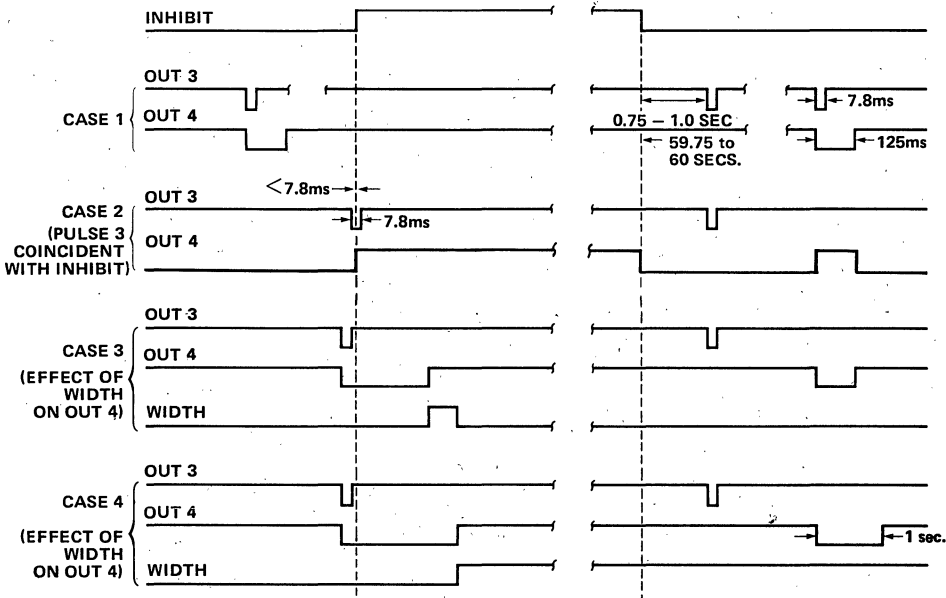 INHIBIT
OUT 3
CASE 1
OUT 4
7.8ms
0.75 – 1.0 SEC
59.75 to
60 SECS.
125ms
<7.8ms
OUT 3
CASE 2
(PULSE 3
COINCIDENT
WITH INHIBIT)
7.8ms
OUT 4
OUT 3
CASE 3
OUT 4
(EFFECT OF
WIDTH
ON OUT 4)
WIDTH
OUT 3
CASE 4
OUT 4
(EFFECT OF
WIDTH
ON OUT 4)
1 sec.
WIDTH